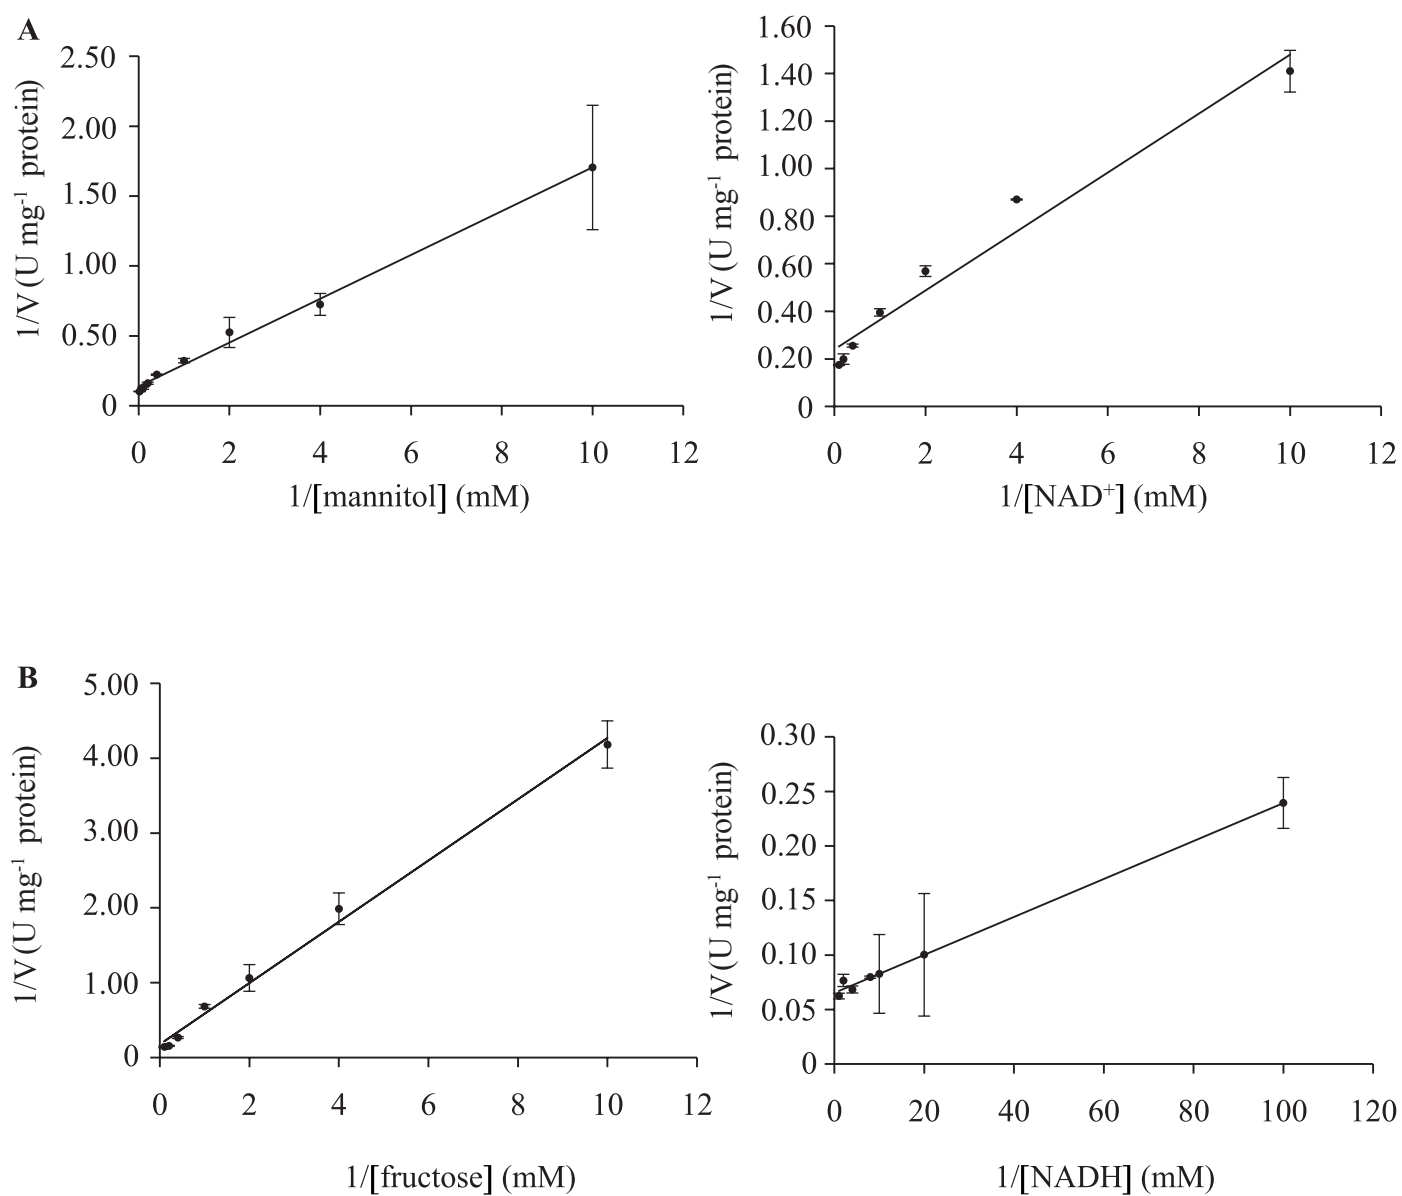 A
2.50
2.00
1.50
1.00
0.50
0
0 2 4 6 8 10 12
1/V (U mg⁻¹ protein)
1/[mannitol] (mM)
1.60
1.40
1.20
1.00
0.80
0.60
0.40
0.20
0
0 2 4 6 8 10 12
1/V (U mg⁻¹ protein)
1/[NAD⁺] (mM)
B
5.00
4.00
3.00
2.00
1.00
0
0 2 4 6 8 10 12
1/V (U mg⁻¹ protein)
1/[fructose] (mM)
0.30
0.25
0.20
0.15
0.10
0.05
0
0 20 40 60 80 100 120
1/V (U mg⁻¹ protein)
1/[NADH] (mM)